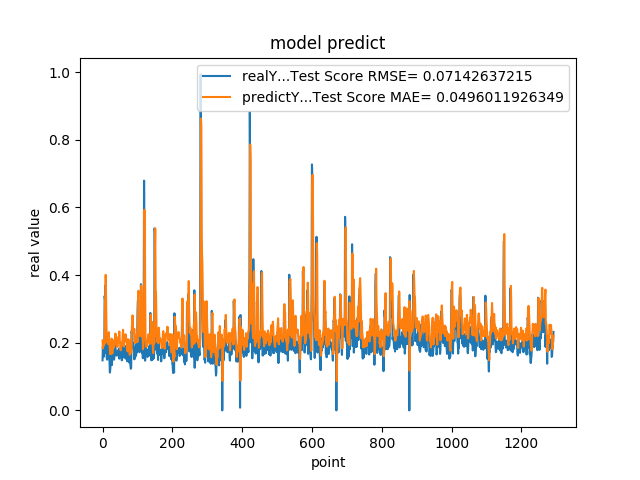 model predict
realY...Test Score RMSE= 0.07142637215
predictY...Test Score MAE= 0.0496011926349
1.0
0.8
0.6
0.4
0.2
0.0
real value
0 200 400 600 800 1000 1200
point